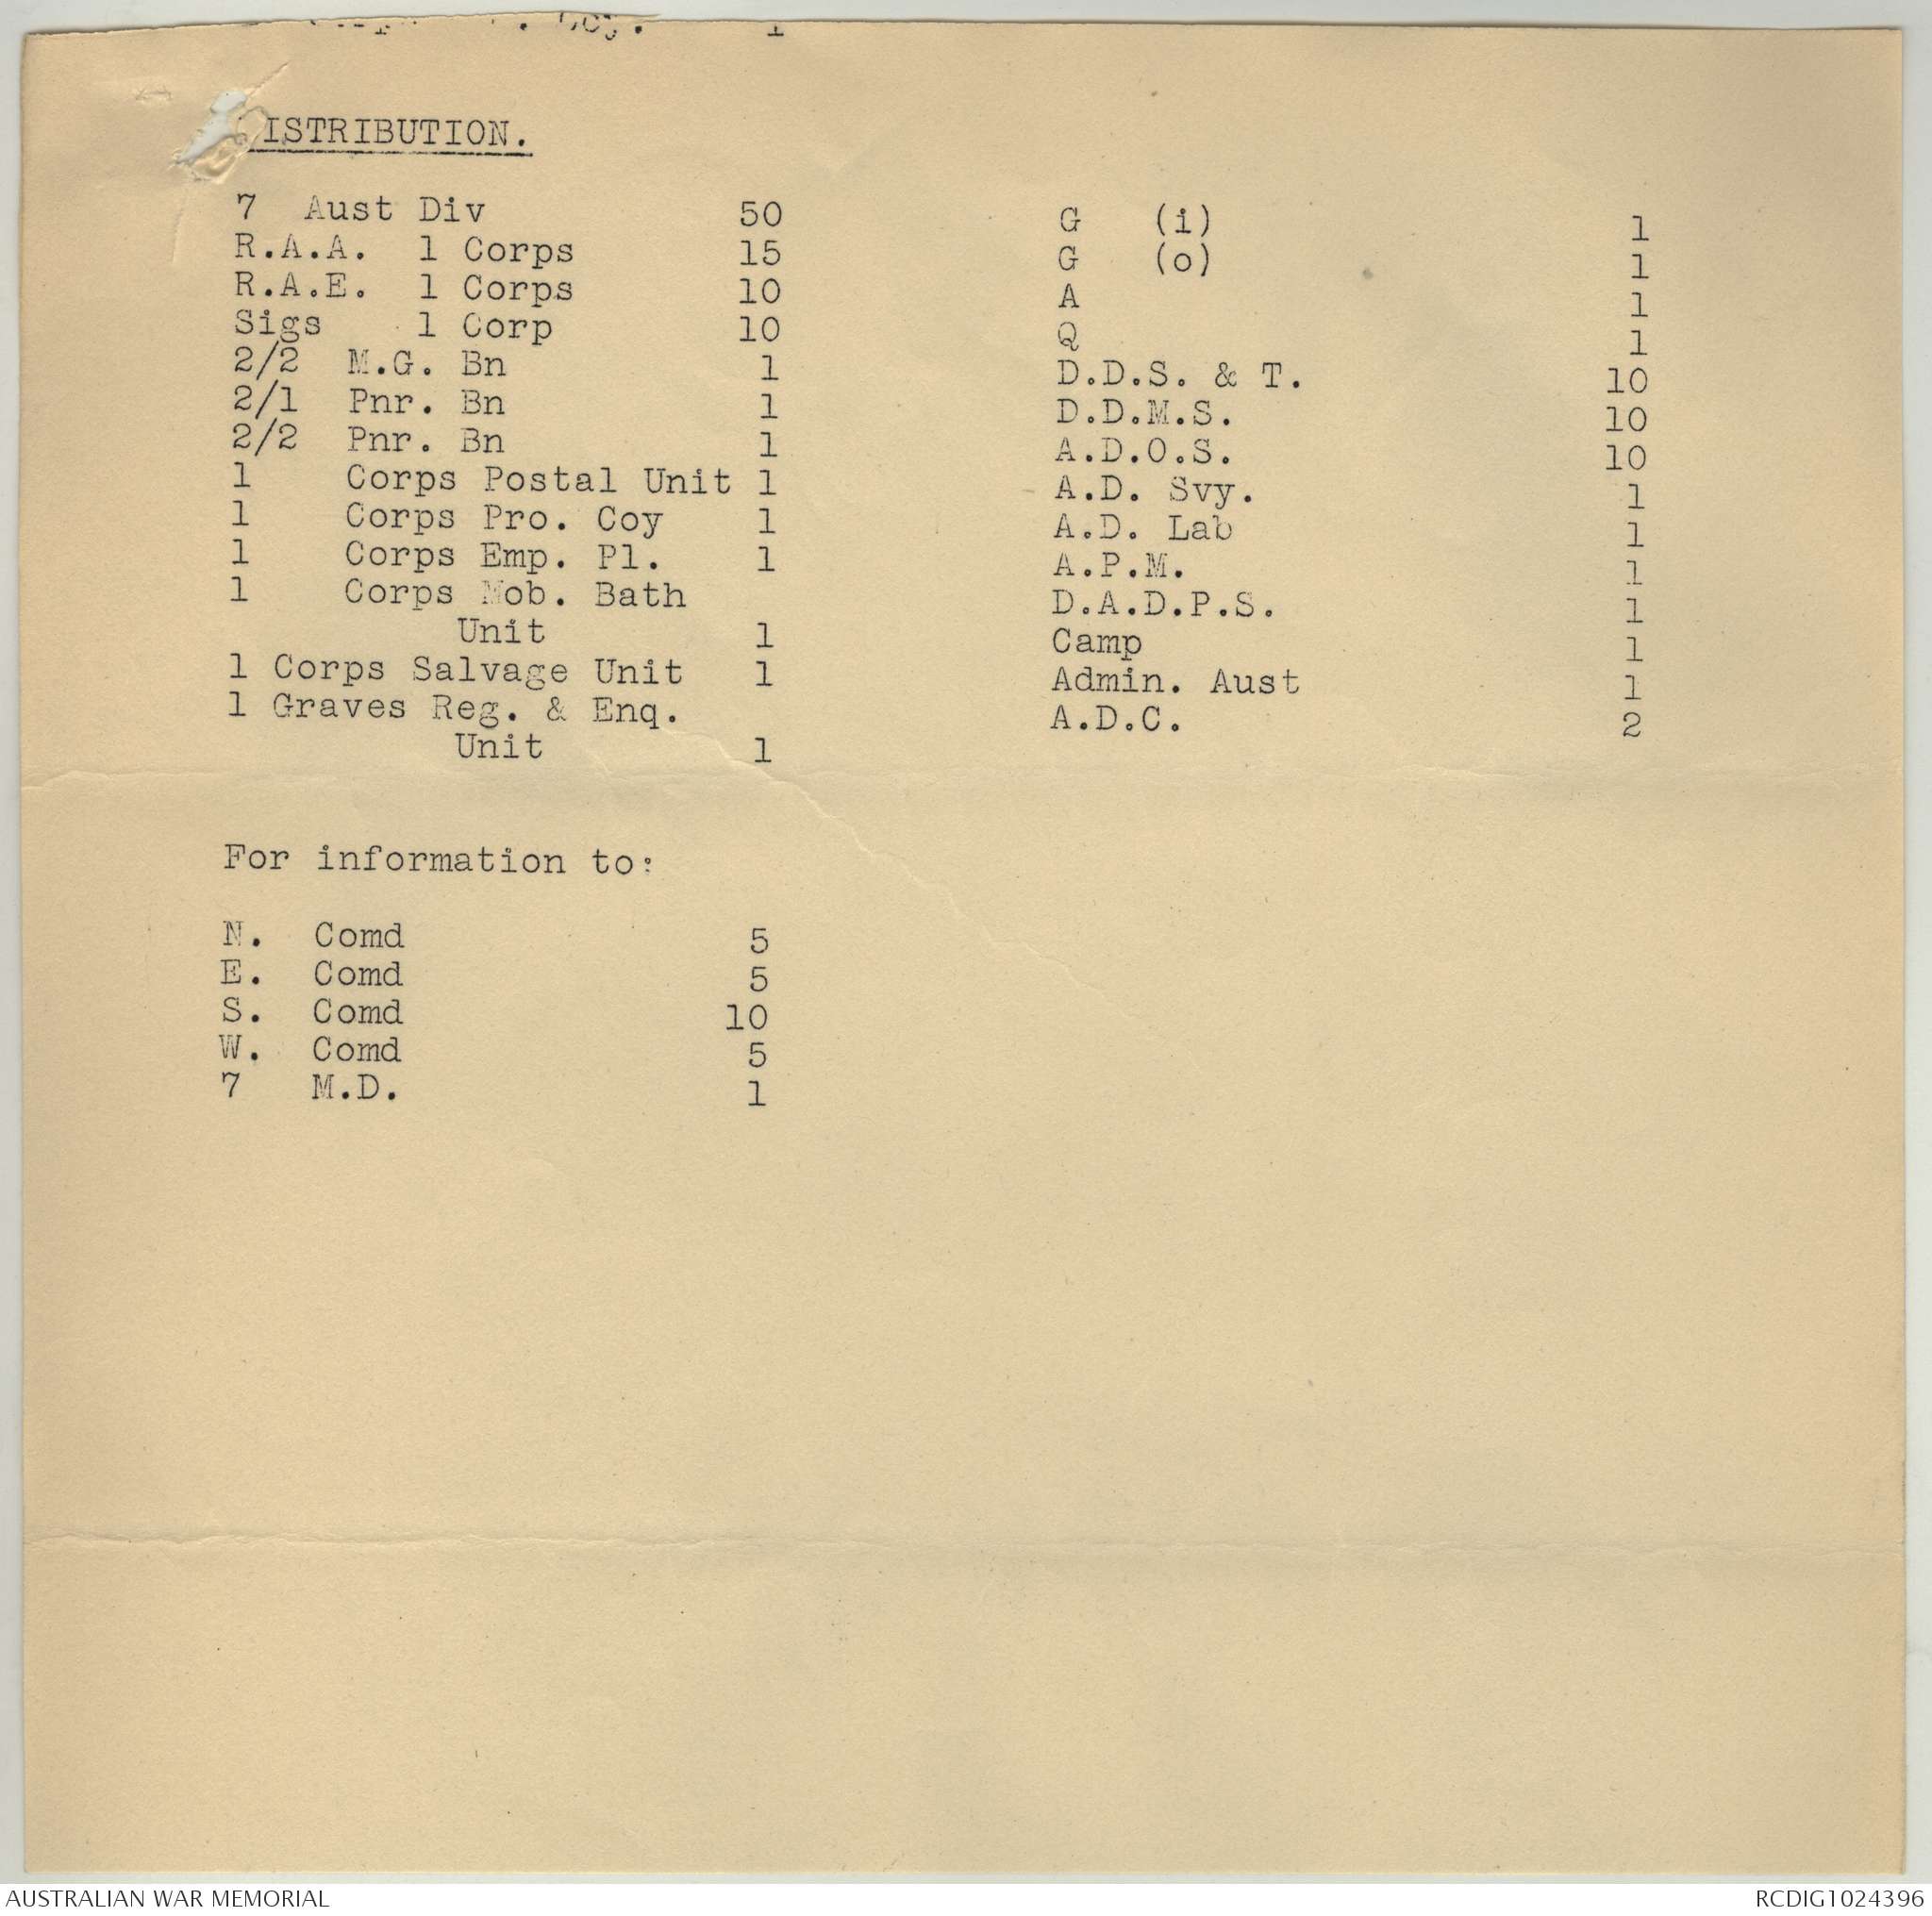 ISTRIBUTION.
7 Aust Div 50
R.A.A. 1 Corps 15
R.A.E. 1 Corps 10
Sigs 1 Corp 10
2/2 M.G. Bn 1
2/1 Pnr. Bn 1
2/2 Pnr. Bn 1
1 Corps Postal Unit 1
1 Corps Pro. Coy 1
1 Corps Emp. Pl. 1
1 Corps Mob. Bath
Unit 1
1 Corps Salvage Unit 1
1 Graves Reg. & Enq.
Unit 1
G (i) 1
G (o) 1
A 1
Q 1
D.D.S. & T. 10
D.D.M.S. 10
A.D.O.S. 10
A.D. Svy. 1
A.D. Lab 1
A.P.M. 1
D.A.D.P.S. 1
Camp 1
Admin. Aust 1
A.D.C. 2
For information to:
N. Comd 5
E. Comd 5
S. Comd 10
W. Comd 5
7 M.D. 1
AUSTRALIAN WAR MEMORIAL
RCDIG1024396